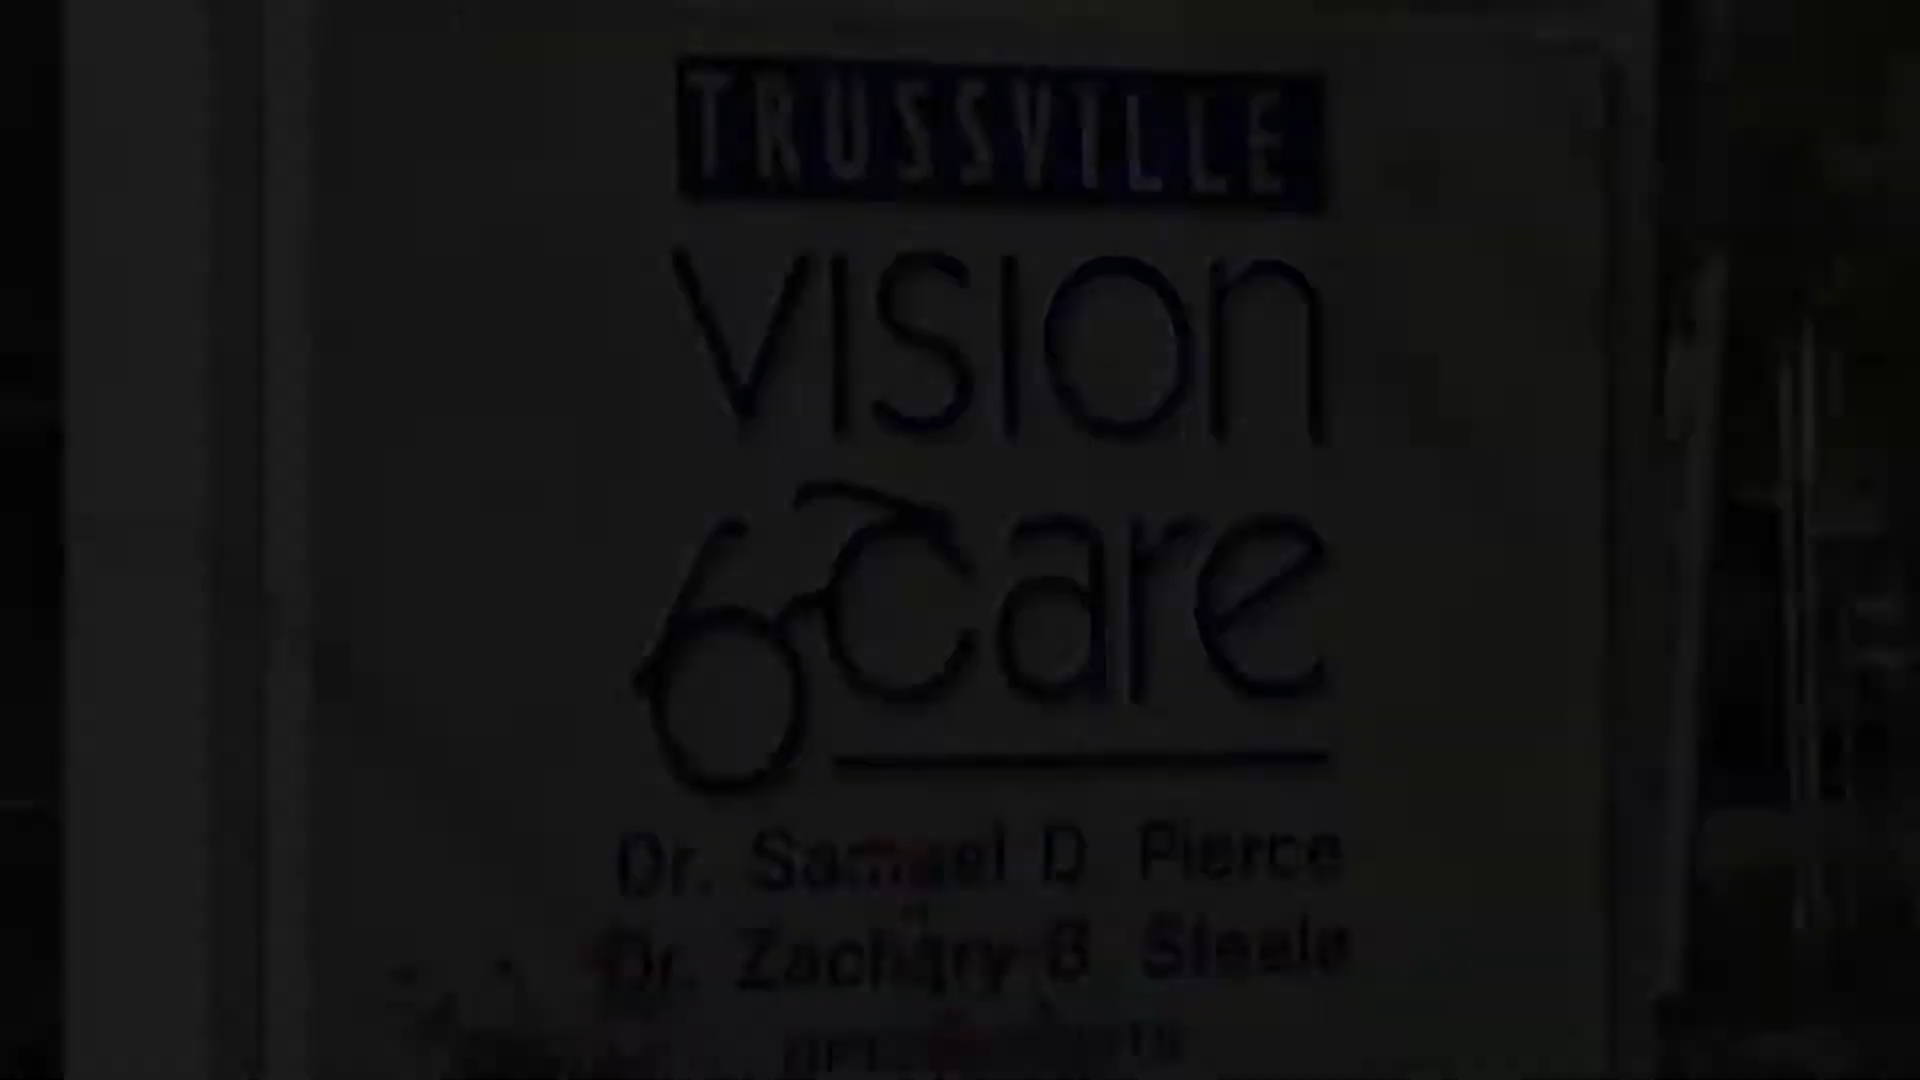 TRUSSVILLE
VISION
Care
Dr. Samuel D. Pierce
Dr. Zachary B. Steele